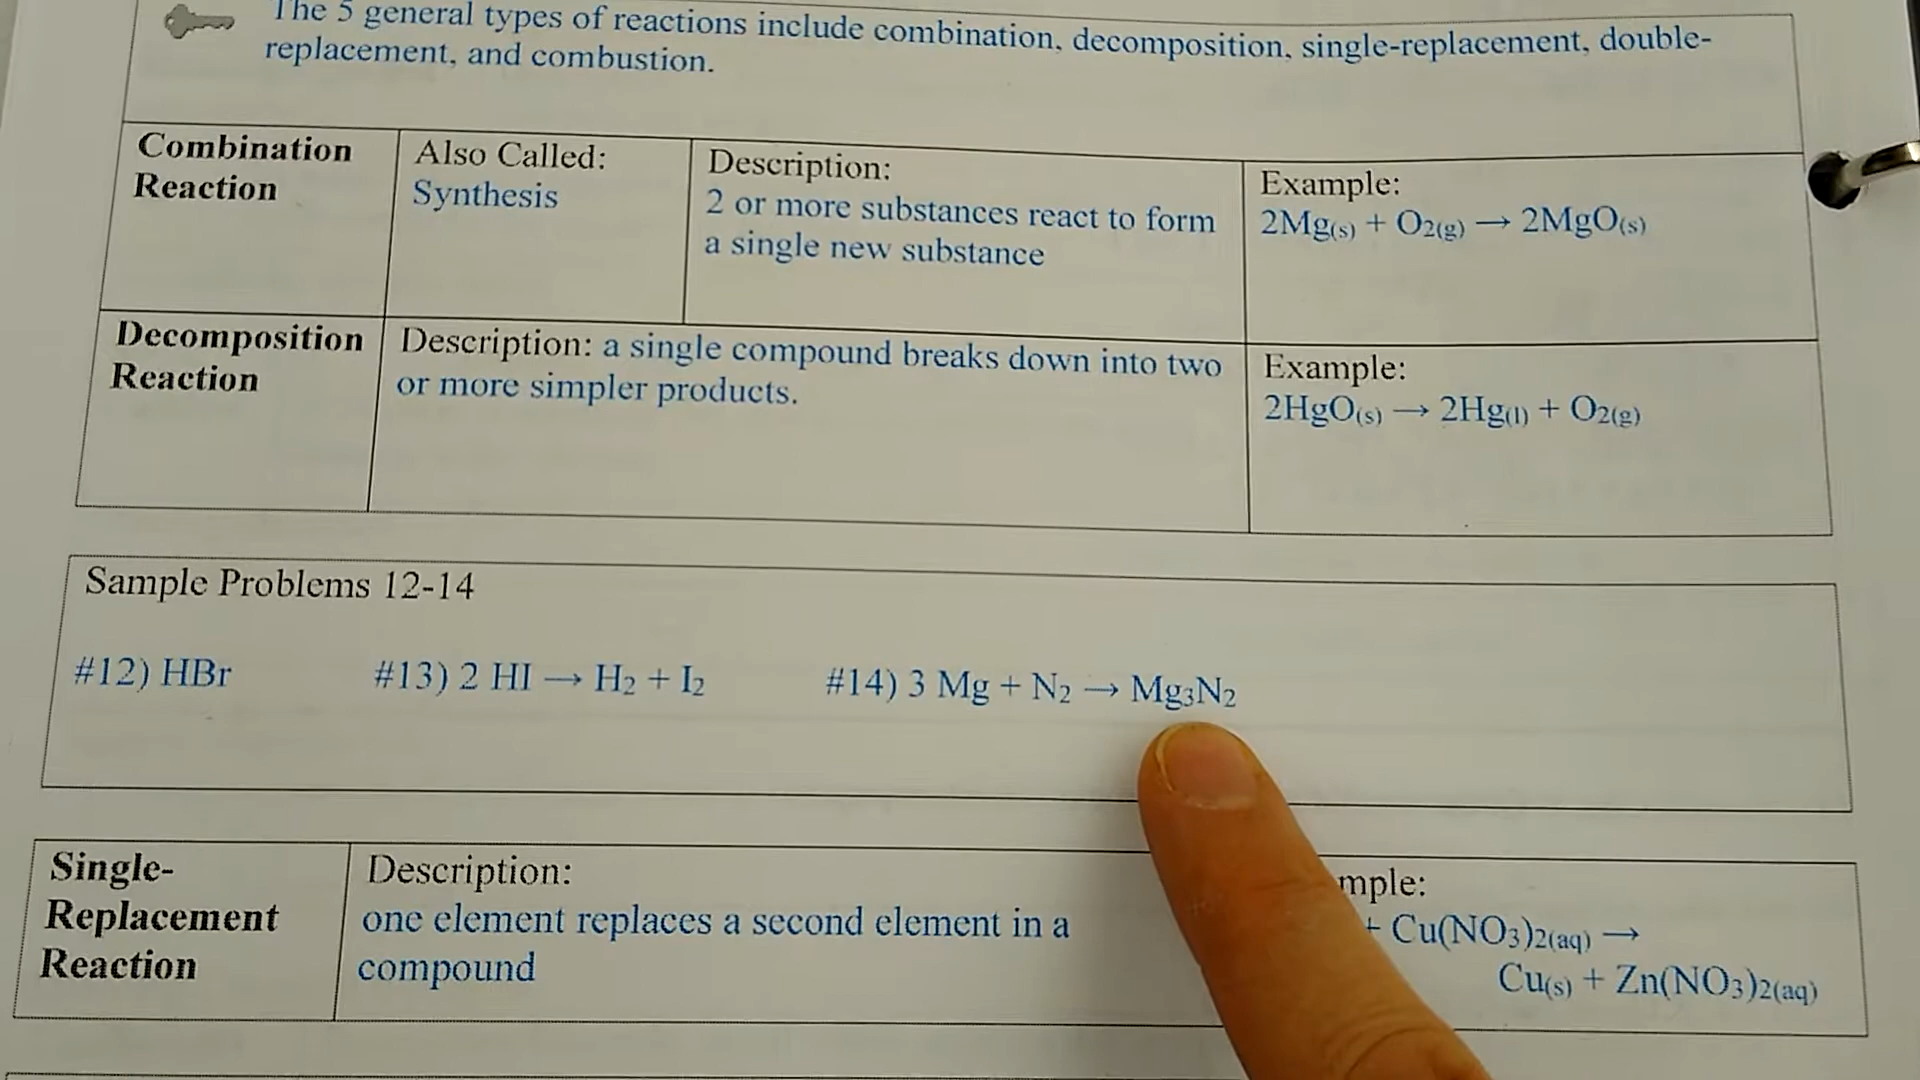 The 5 general types of reactions include combination, decomposition, single-replacement, double-
replacement, and combustion.
Combination
Reaction
Also Called:
Synthesis
Description:
2 or more substances react to form
a single new substance
Example:
2Mg(s) + O2(g) → 2MgO(s)
Decomposition
Reaction
Description: a single compound breaks down into two
or more simpler products.
Example:
2HgO(s) → 2Hg(l) + O2(g)
Sample Problems 12-14
#12) HBr
#13) 2 HI → H2 + I2
#14) 3 Mg + N2 → Mg3N2
Single-
Replacement
Reaction
Description:
one element replaces a second element in a
compound
mple:
+ Cu(NO3)2(aq) →
Cu(s) + Zn(NO3)2(aq)